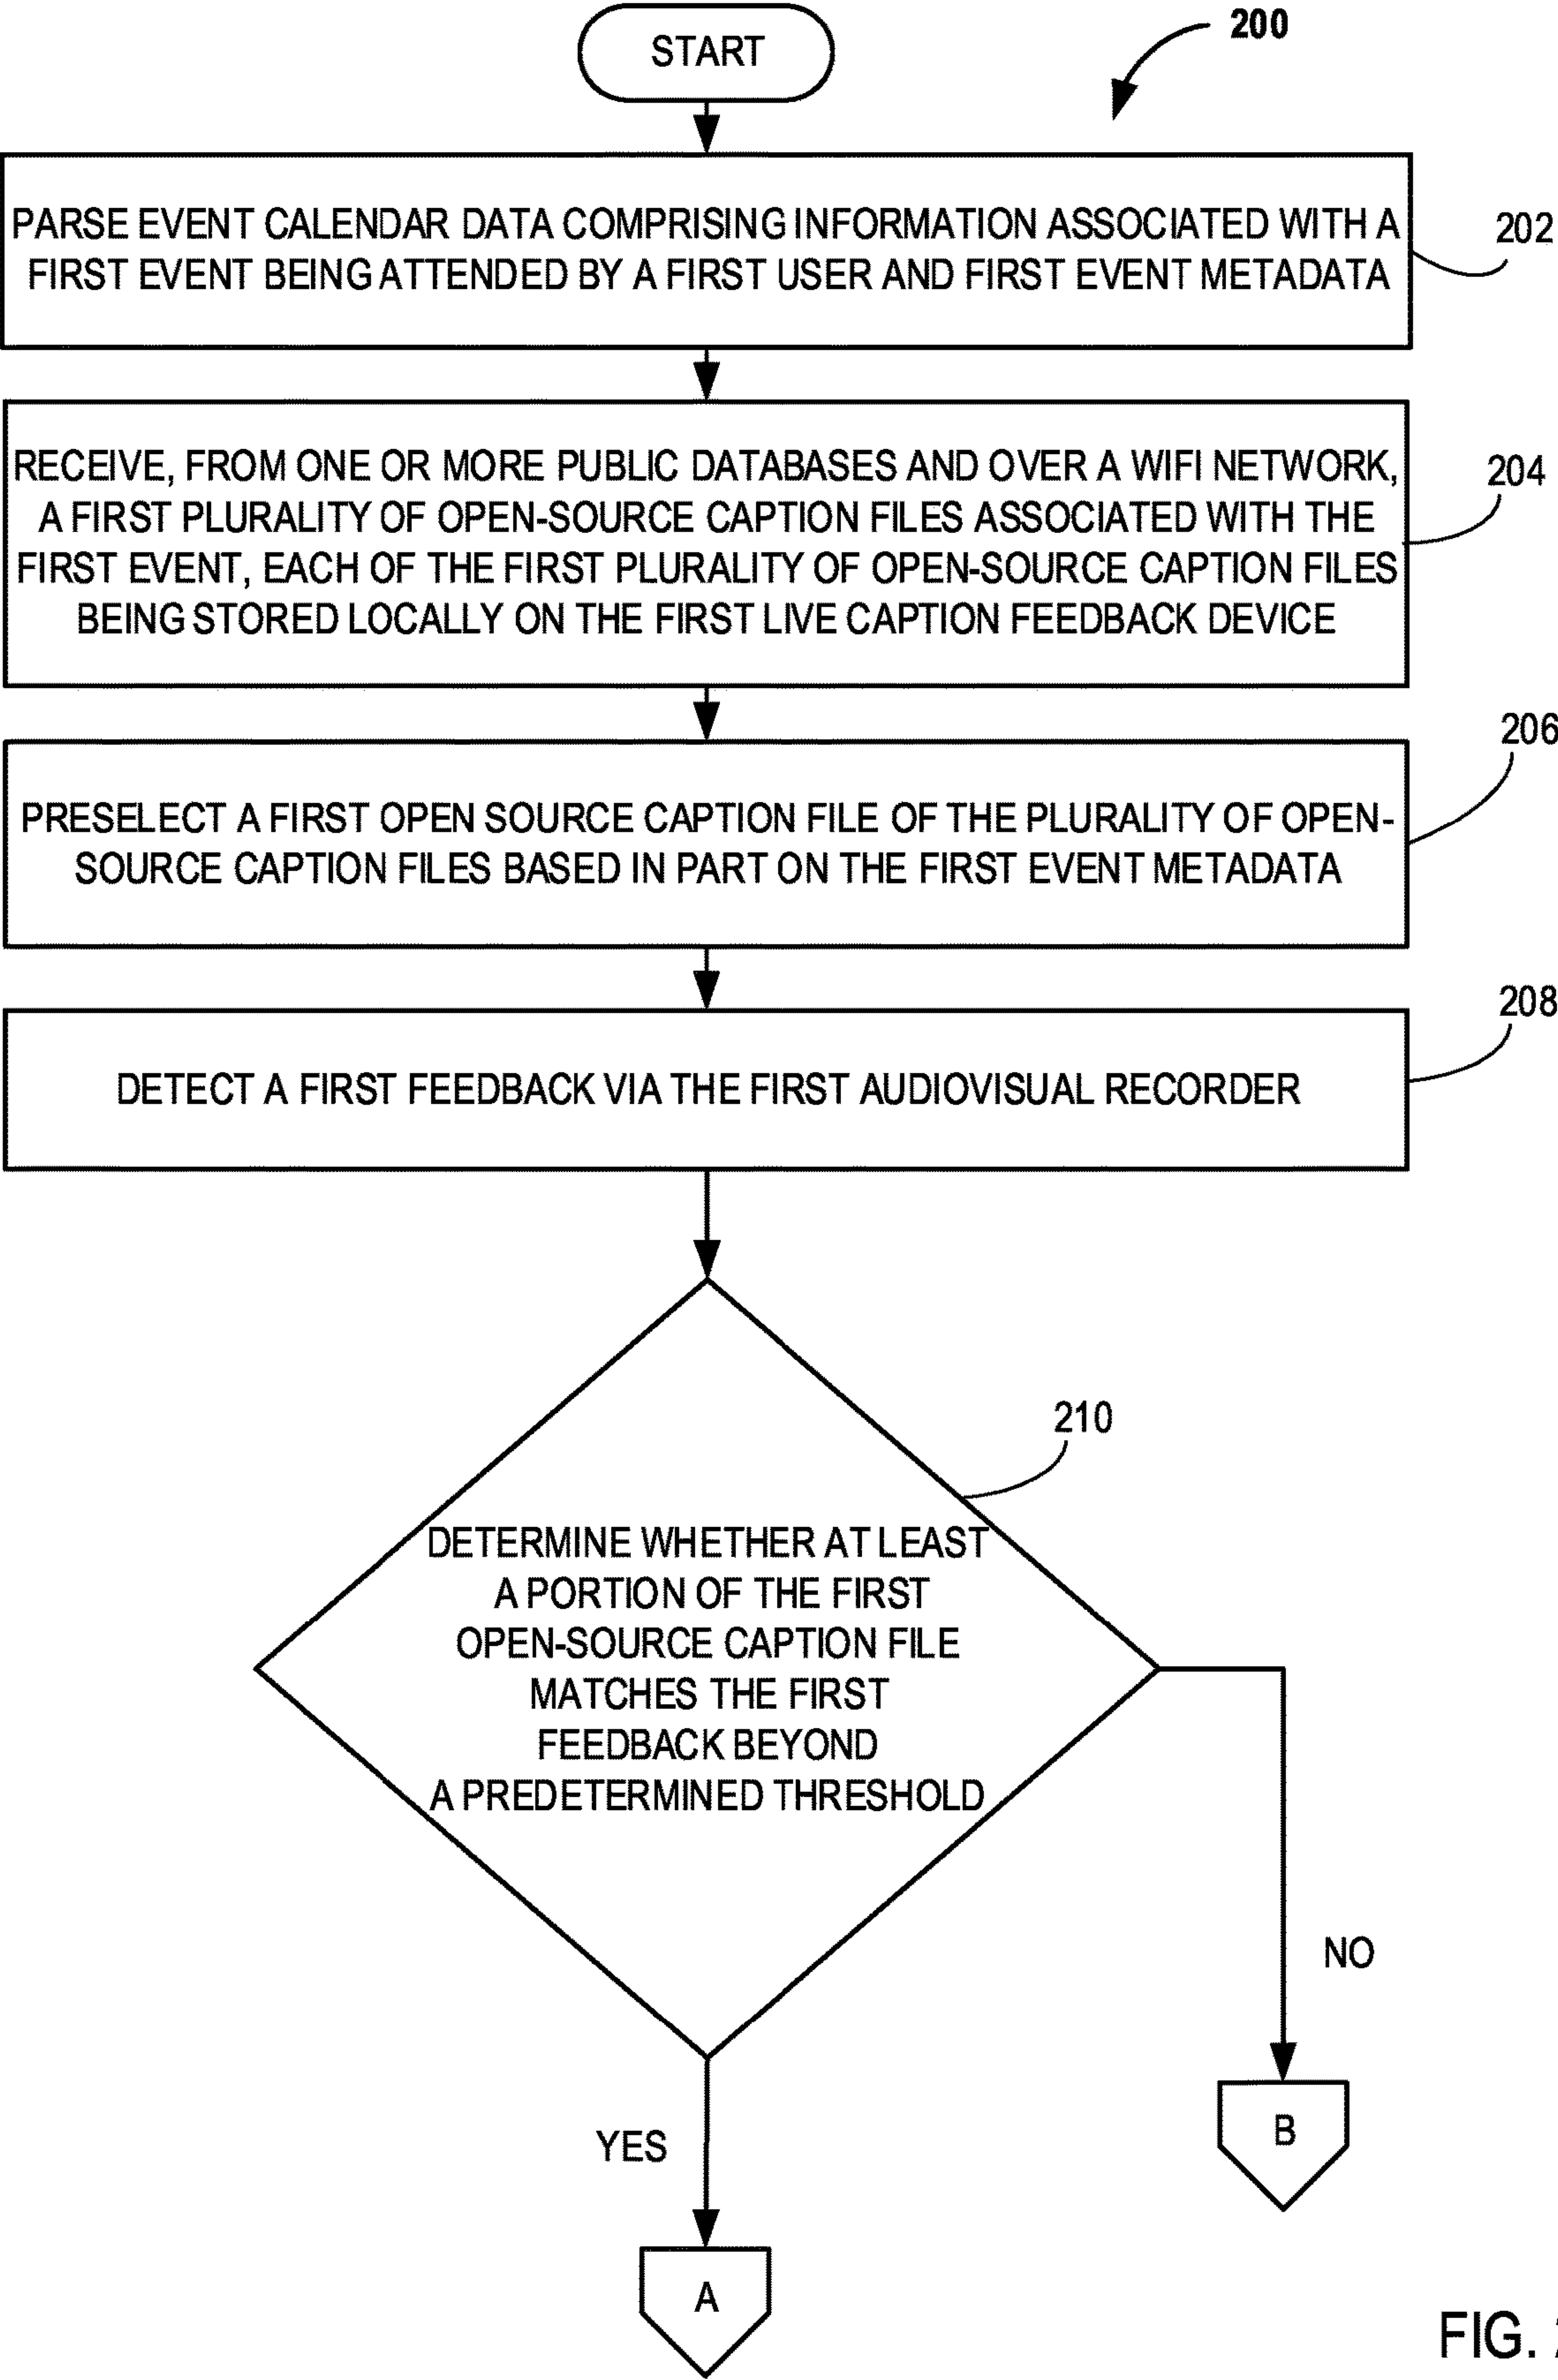 START
200
PARSE EVENT CALENDAR DATA COMPRISING INFORMATION ASSOCIATED WITH A
FIRST EVENT BEING ATTENDED BY A FIRST USER AND FIRST EVENT METADATA
202
RECEIVE, FROM ONE OR MORE PUBLIC DATABASES AND OVER A WIFI NETWORK,
A FIRST PLURALITY OF OPEN-SOURCE CAPTION FILES ASSOCIATED WITH THE
FIRST EVENT, EACH OF THE FIRST PLURALITY OF OPEN-SOURCE CAPTION FILES
BEING STORED LOCALLY ON THE FIRST LIVE CAPTION FEEDBACK DEVICE
204
PRESELECT A FIRST OPEN SOURCE CAPTION FILE OF THE PLURALITY OF OPEN-
SOURCE CAPTION FILES BASED IN PART ON THE FIRST EVENT METADATA
206
DETECT A FIRST FEEDBACK VIA THE FIRST AUDIOVISUAL RECORDER
208
210
DETERMINE WHETHER AT LEAST
A PORTION OF THE FIRST
OPEN-SOURCE CAPTION FILE
MATCHES THE FIRST
FEEDBACK BEYOND
A PREDETERMINED THRESHOLD
NO
B
YES
A
FIG.